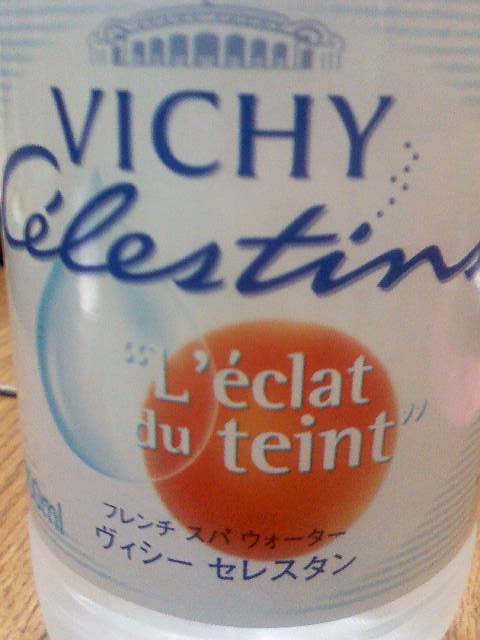 VICHY
Célestins
"L'éclat
du teint"
フレンチ スパ ウォーター
ヴィシー セレスタン